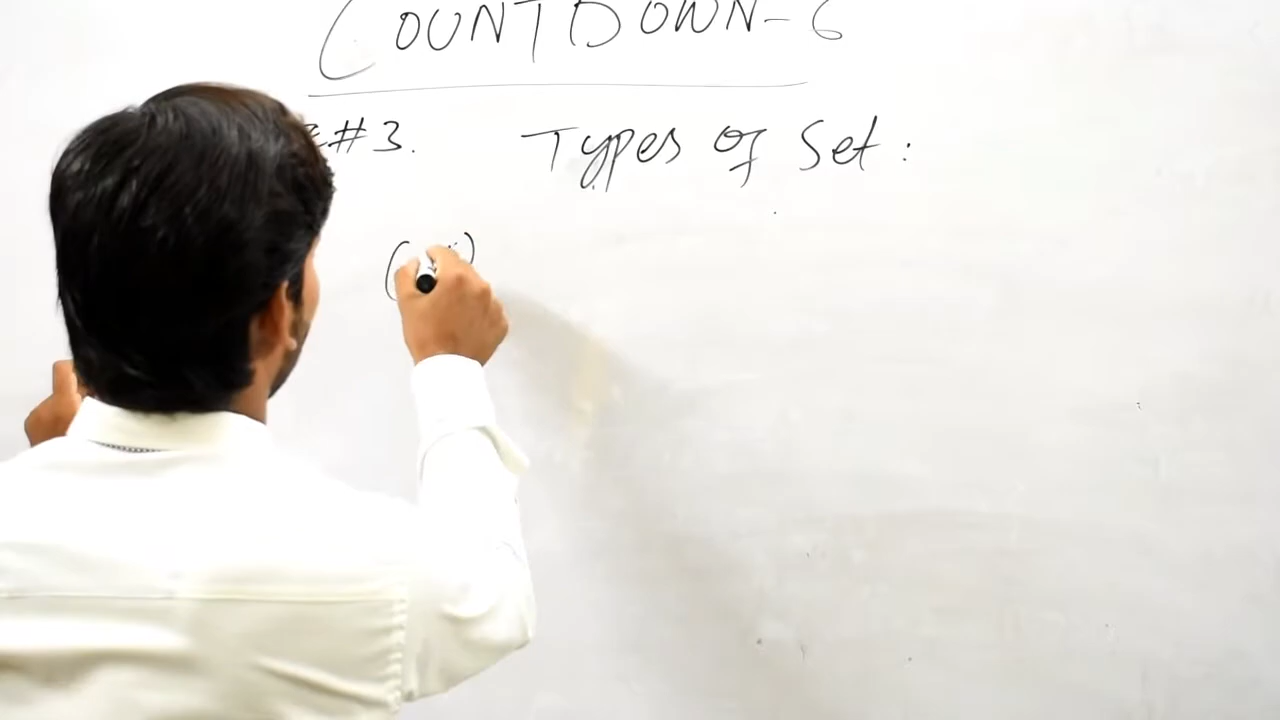 COUNTDOWN-6
#3. Types of Set:
( )